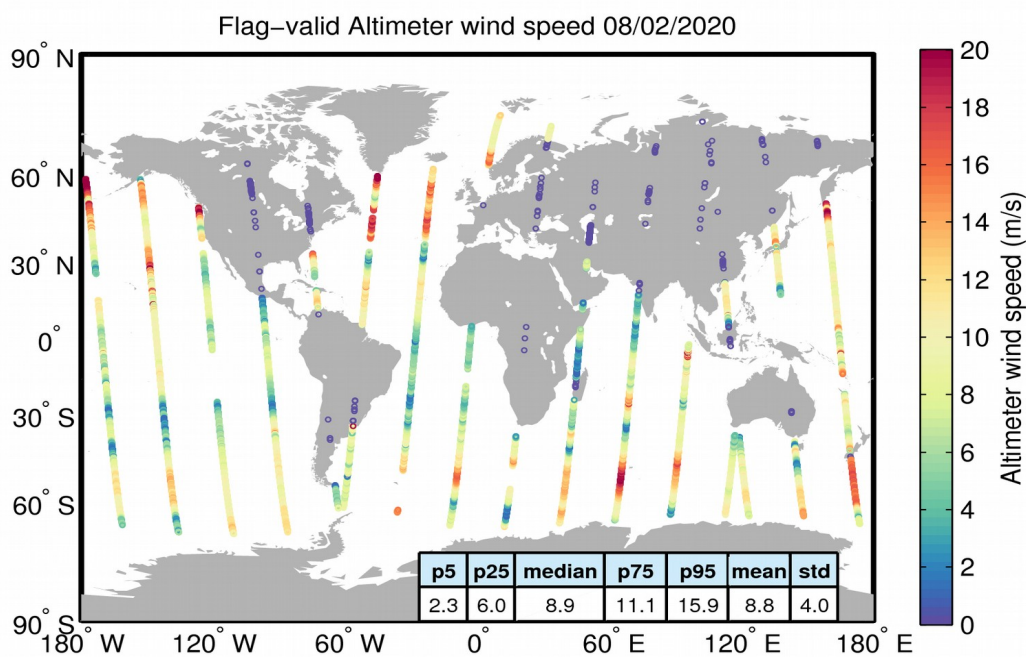 Flag−valid Altimeter wind speed 08/02/2020
90° N
60° N
30° N
0°
30° S
60° S
90° S
180° W
120° W
60° W
0°
60° E
120° E
180° E
p5 p25 median p75 p95 mean std
2.3 6.0 8.9 11.1 15.9 8.8 4.0
20
18
16
14
12
10
8
6
4
2
0
Altimeter wind speed (m/s)